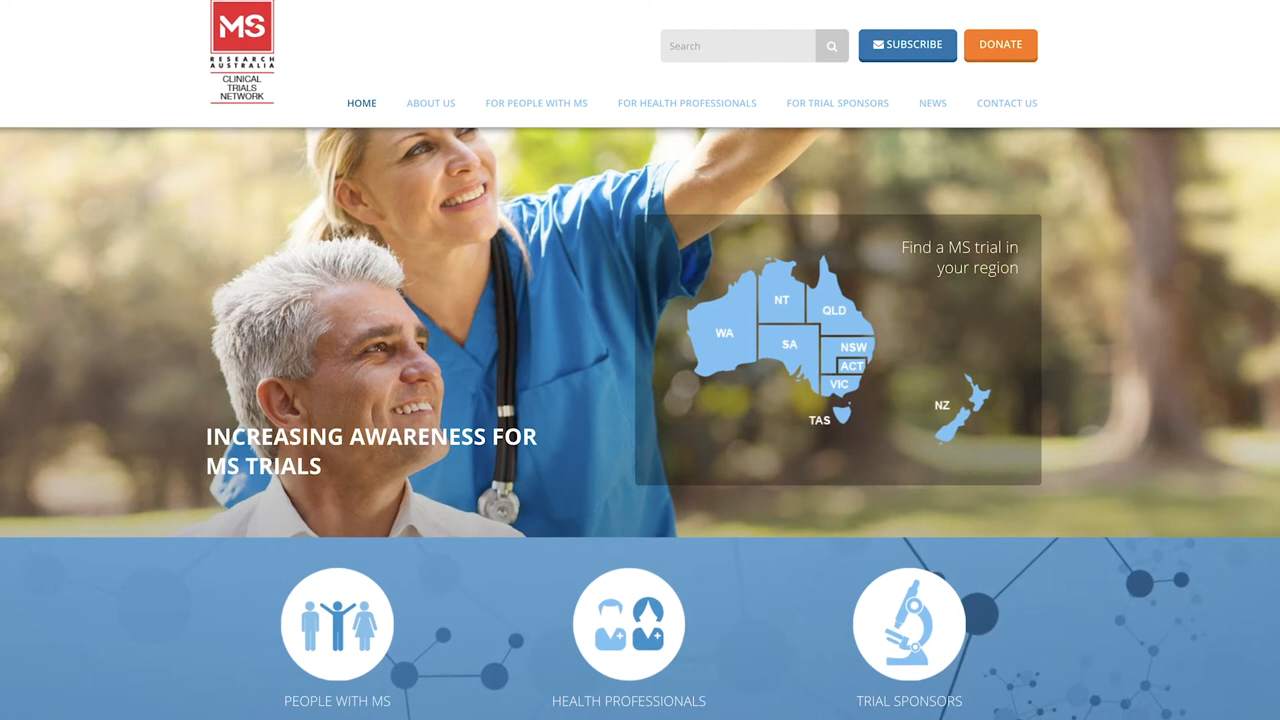 MS
RESEARCH
AUSTRALIA
CLINICAL
TRIALS
NETWORK
Search
SUBSCRIBE
DONATE
HOME
ABOUT US
FOR PEOPLE WITH MS
FOR HEALTH PROFESSIONALS
FOR TRIAL SPONSORS
NEWS
CONTACT US
Find a MS trial in
your region
NT
QLD
WA
SA
NSW
ACT
VIC
TAS
NZ
INCREASING AWARENESS FOR
MS TRIALS
PEOPLE WITH MS
HEALTH PROFESSIONALS
TRIAL SPONSORS